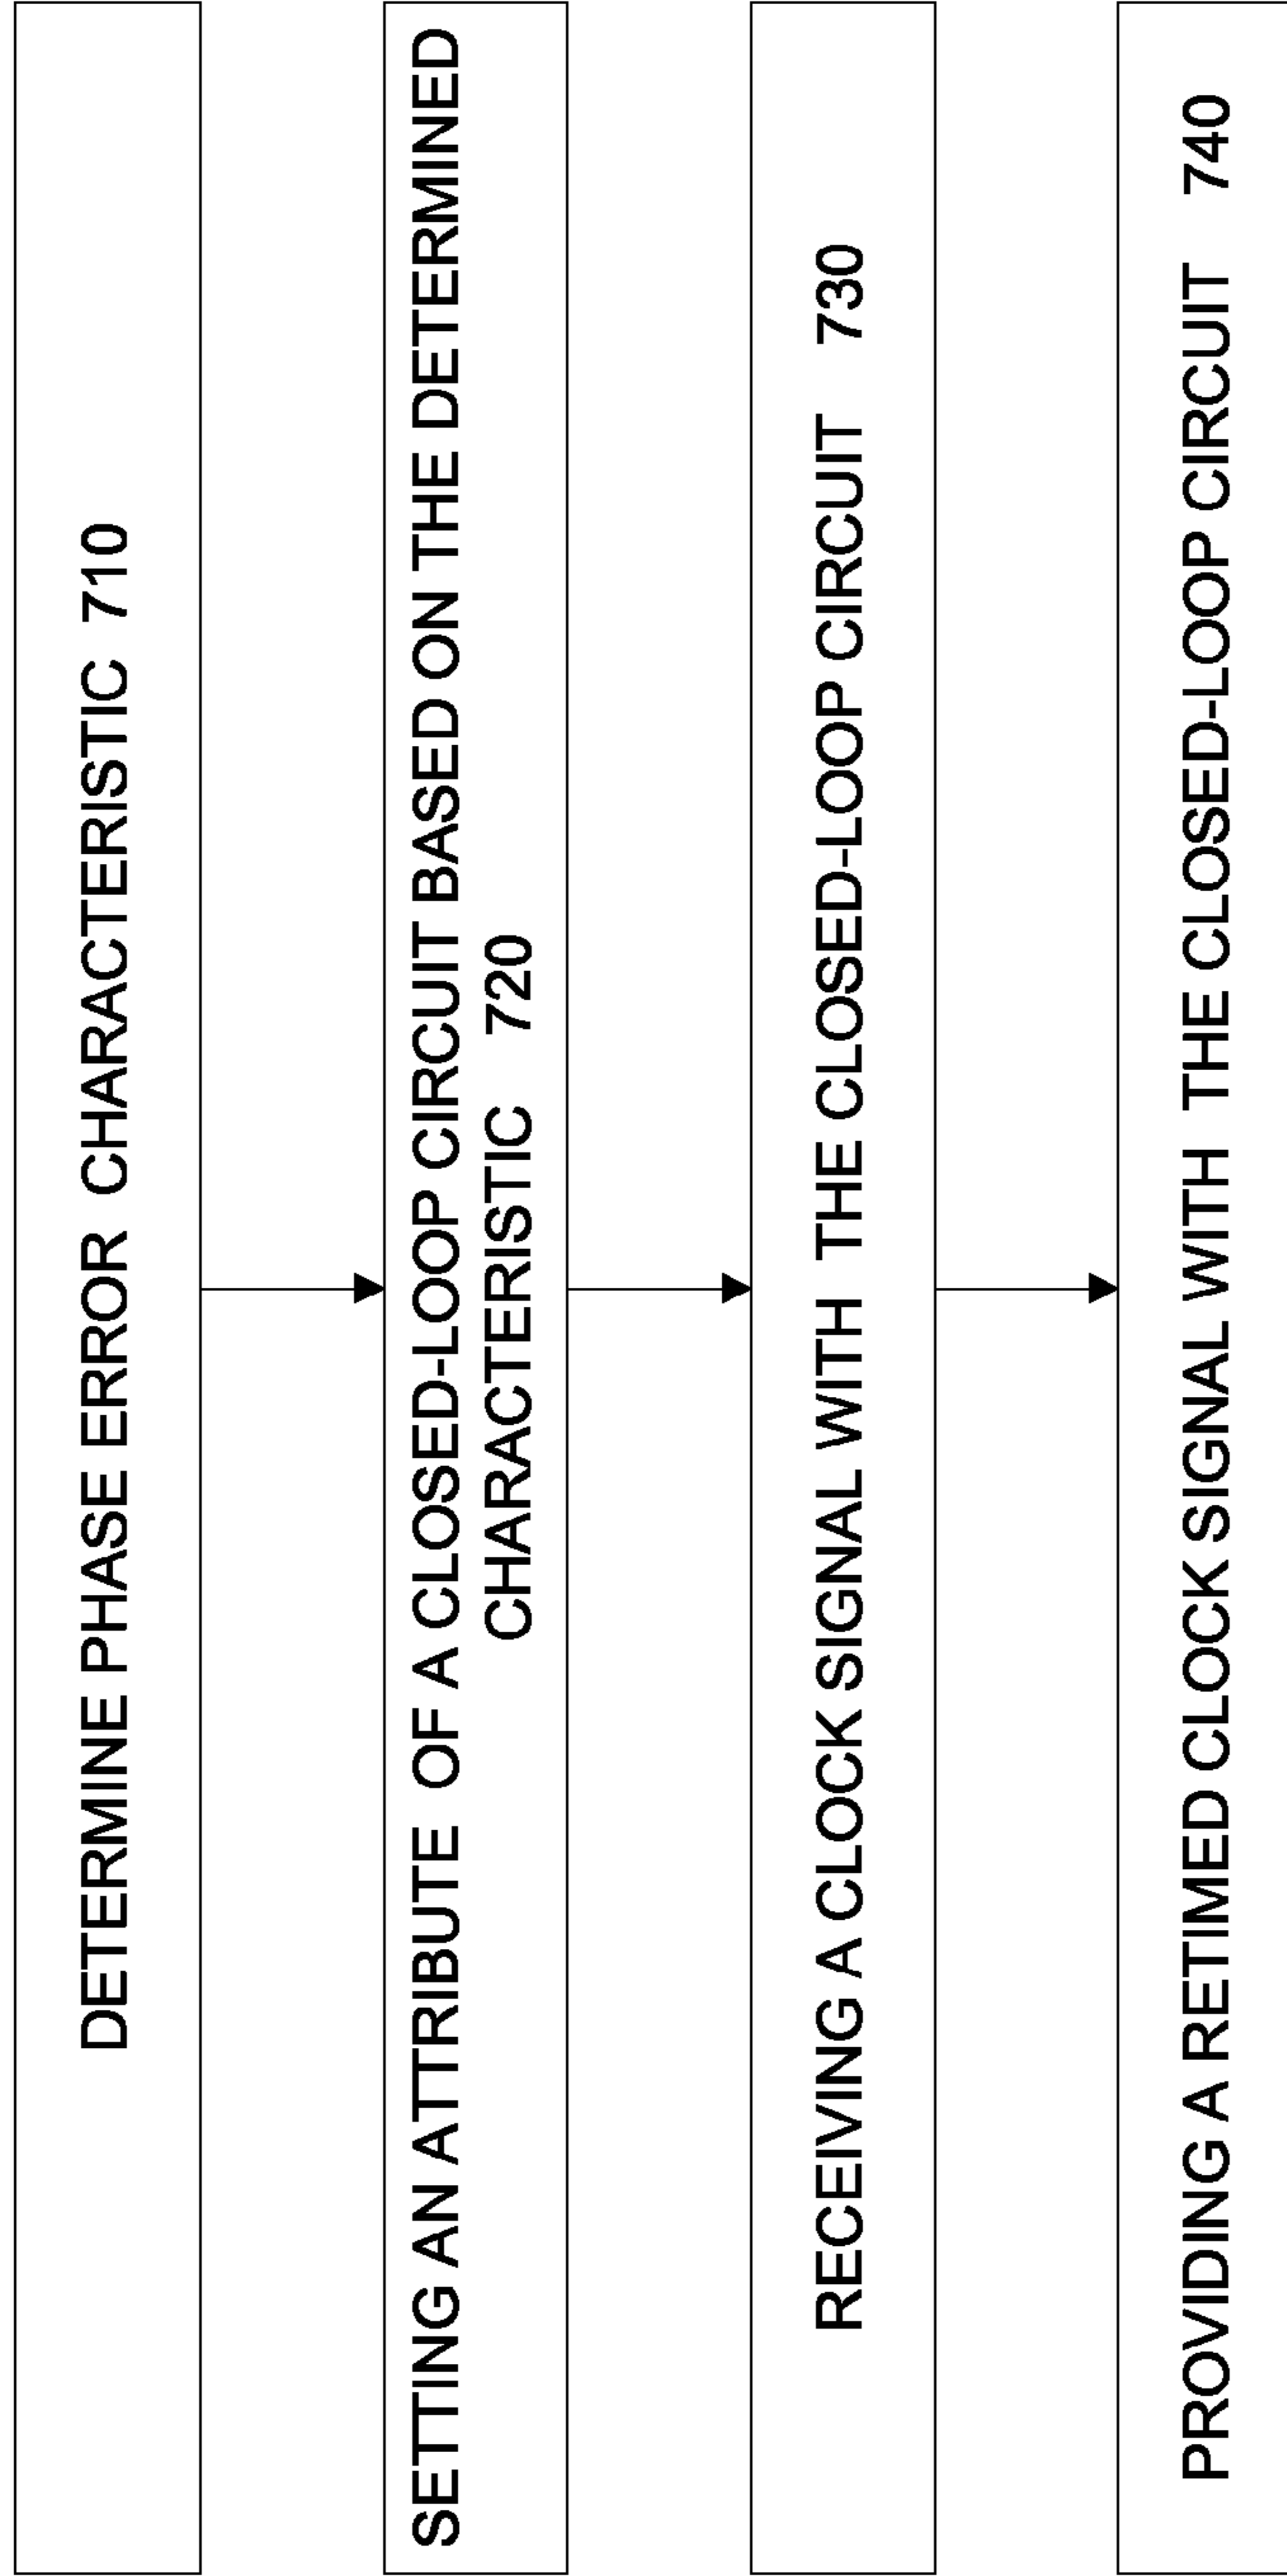 DETERMINE PHASE ERROR CHARACTERISTIC 710
SETTING AN ATTRIBUTE OF A CLOSED-LOOP CIRCUIT BASED ON THE DETERMINED
CHARACTERISTIC 720
RECEIVING A CLOCK SIGNAL WITH THE CLOSED-LOOP CIRCUIT 730
PROVIDING A RETIMED CLOCK SIGNAL WITH THE CLOSED-LOOP CIRCUIT 740